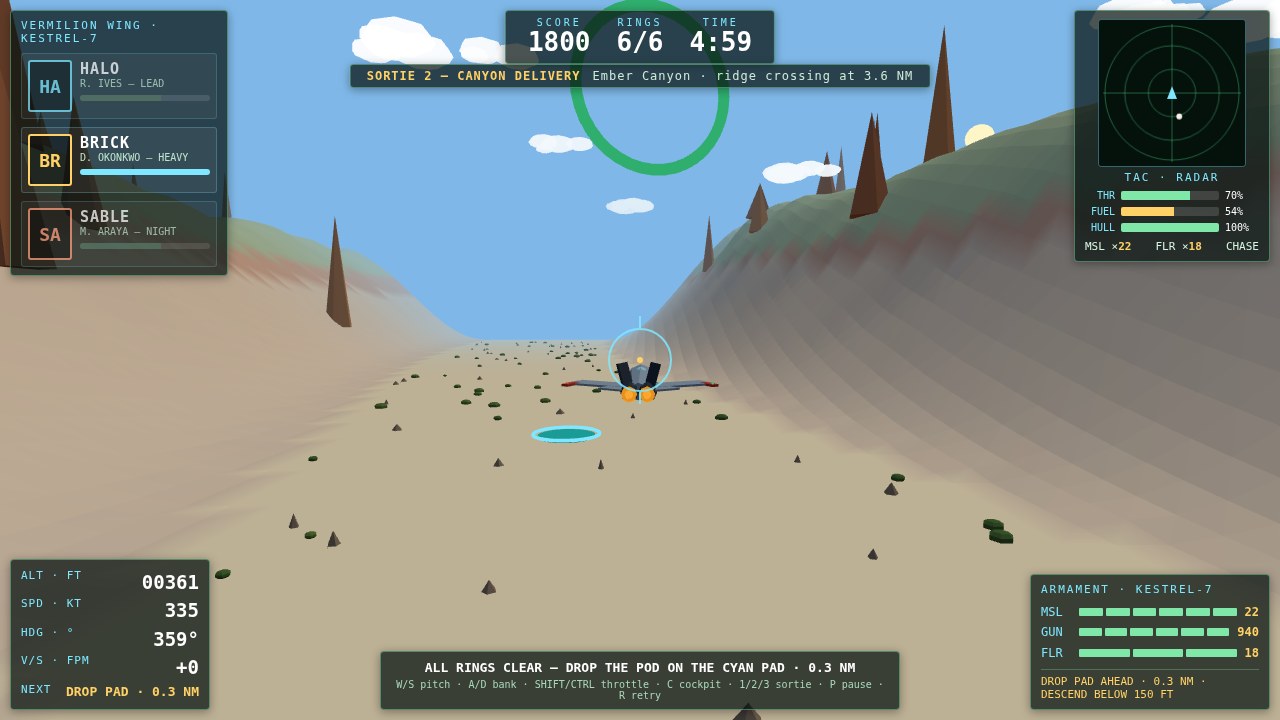 VERMILION WING · KESTREL-7
HA
HALO
R. IVES — LEAD
BR
BRICK
D. OKONKWO — HEAVY
SA
SABLE
M. ARAYA — NIGHT
SCORE RINGS TIME
1800 6/6 4:59
SORTIE 2 — CANYON DELIVERY Ember Canyon · ridge crossing at 3.6 NM
TAC · RADAR
THR 70%
FUEL 54%
HULL 100%
MSL ×22 FLR ×18 CHASE
ALT · FT 00361
SPD · KT 335
HDG · ° 359°
V/S · FPM +0
NEXT DROP PAD · 0.3 NM
ALL RINGS CLEAR — DROP THE POD ON THE CYAN PAD · 0.3 NM
W/S pitch · A/D bank · SHIFT/CTRL throttle · C cockpit · 1/2/3 sortie · P pause ·
R retry
ARMAMENT · KESTREL-7
MSL 22
GUN 940
FLR 18
DROP PAD AHEAD · 0.3 NM ·
DESCEND BELOW 150 FT